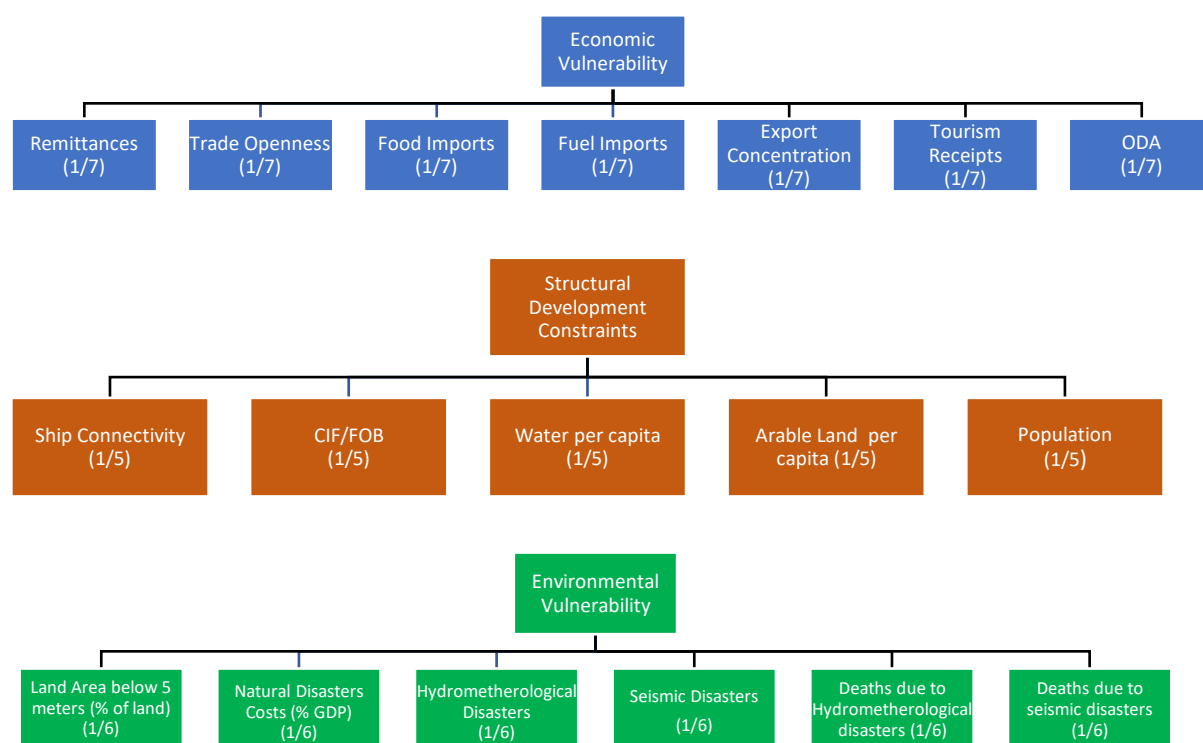 Economic
Vulnerability
Remittances
(1/7)
Trade Openness
(1/7)
Food Imports
(1/7)
Fuel Imports
(1/7)
Export
Concentration
(1/7)
Tourism
Receipts
(1/7)
ODA
(1/7)
Structural
Development
Constraints
Ship Connectivity
(1/5)
CIF/FOB
(1/5)
Water per capita
(1/5)
Arable Land per
capita (1/5)
Population
(1/5)
Environmental
Vulnerability
Land Area below 5
meters (% of land)
(1/6)
Natural Disasters
Costs (% GDP)
(1/6)
Hydrometherological
Disasters
(1/6)
Seismic Disasters
(1/6)
Deaths due to
Hydrometherological
disasters (1/6)
Deaths due to
seismic disasters
(1/6)